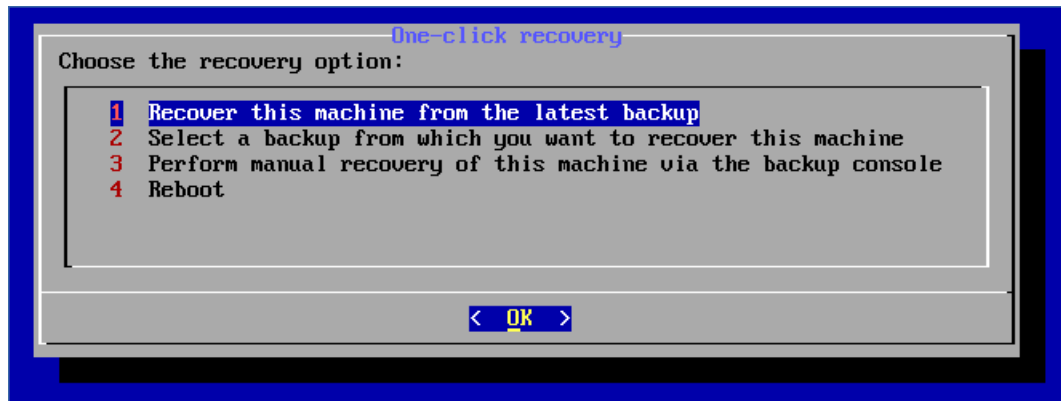 One-click recovery
Choose the recovery option:
1 Recover this machine from the latest backup
2 Select a backup from which you want to recover this machine
3 Perform manual recovery of this machine via the backup console
4 Reboot
< OK >